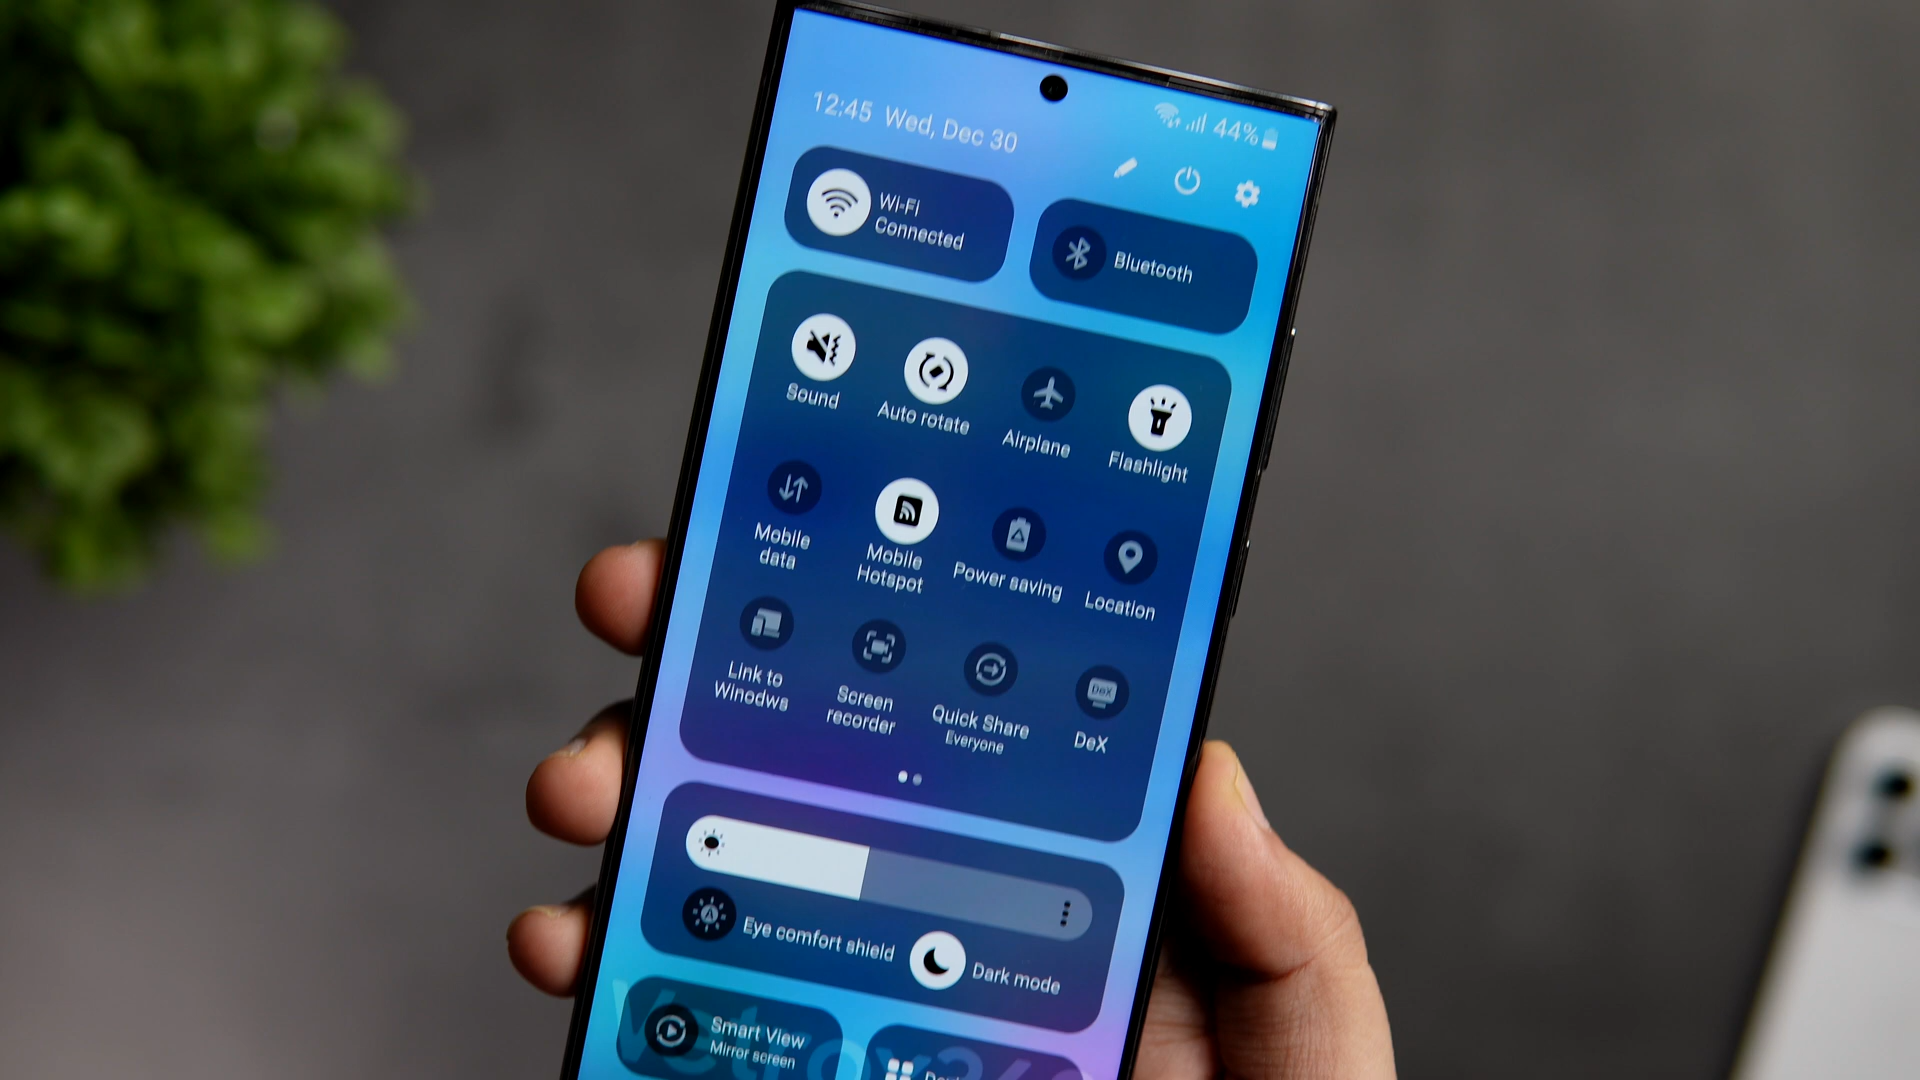 12:45 Wed, Dec 30
44%
Wi-Fi
Connected
Bluetooth
Sound
Auto rotate
Airplane
Flashlight
Mobile
data
Mobile
Hotspot
Power saving
Location
Link to
Winodws
Screen
recorder
Quick Share
Everyone
DeX
DeX
Eye comfort shield
Dark mode
Smart View
Mirror screen